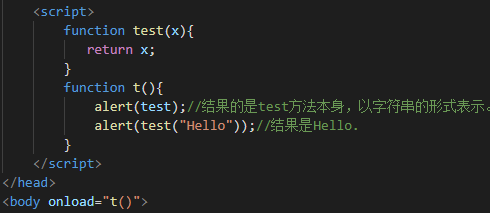 <script>
function test(x){
return x;
}
function t(){
alert(test);//结果的是test方法本身，以字符串的形式表示。
alert(test("Hello"));//结果是Hello.
}
</script>
</head>
<body onload="t()">